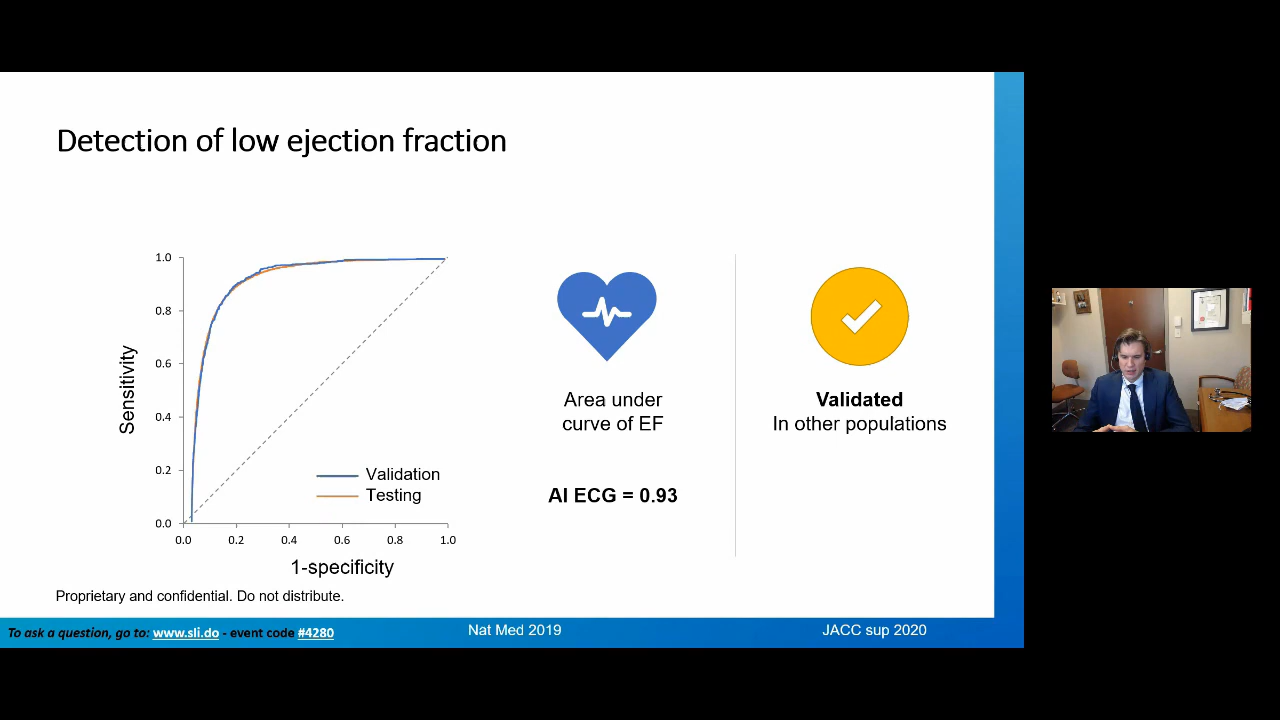 Detection of low ejection fraction
1.0
0.8
0.6
0.4
0.2
0.0
Sensitivity
Validation
Testing
0.0 0.2 0.4 0.6 0.8 1.0
1-specificity
Area under
curve of EF
AI ECG = 0.93
Validated
In other populations
Proprietary and confidential. Do not distribute.
To ask a question, go to: www.sli.do - event code #4280
Nat Med 2019
JACC sup 2020